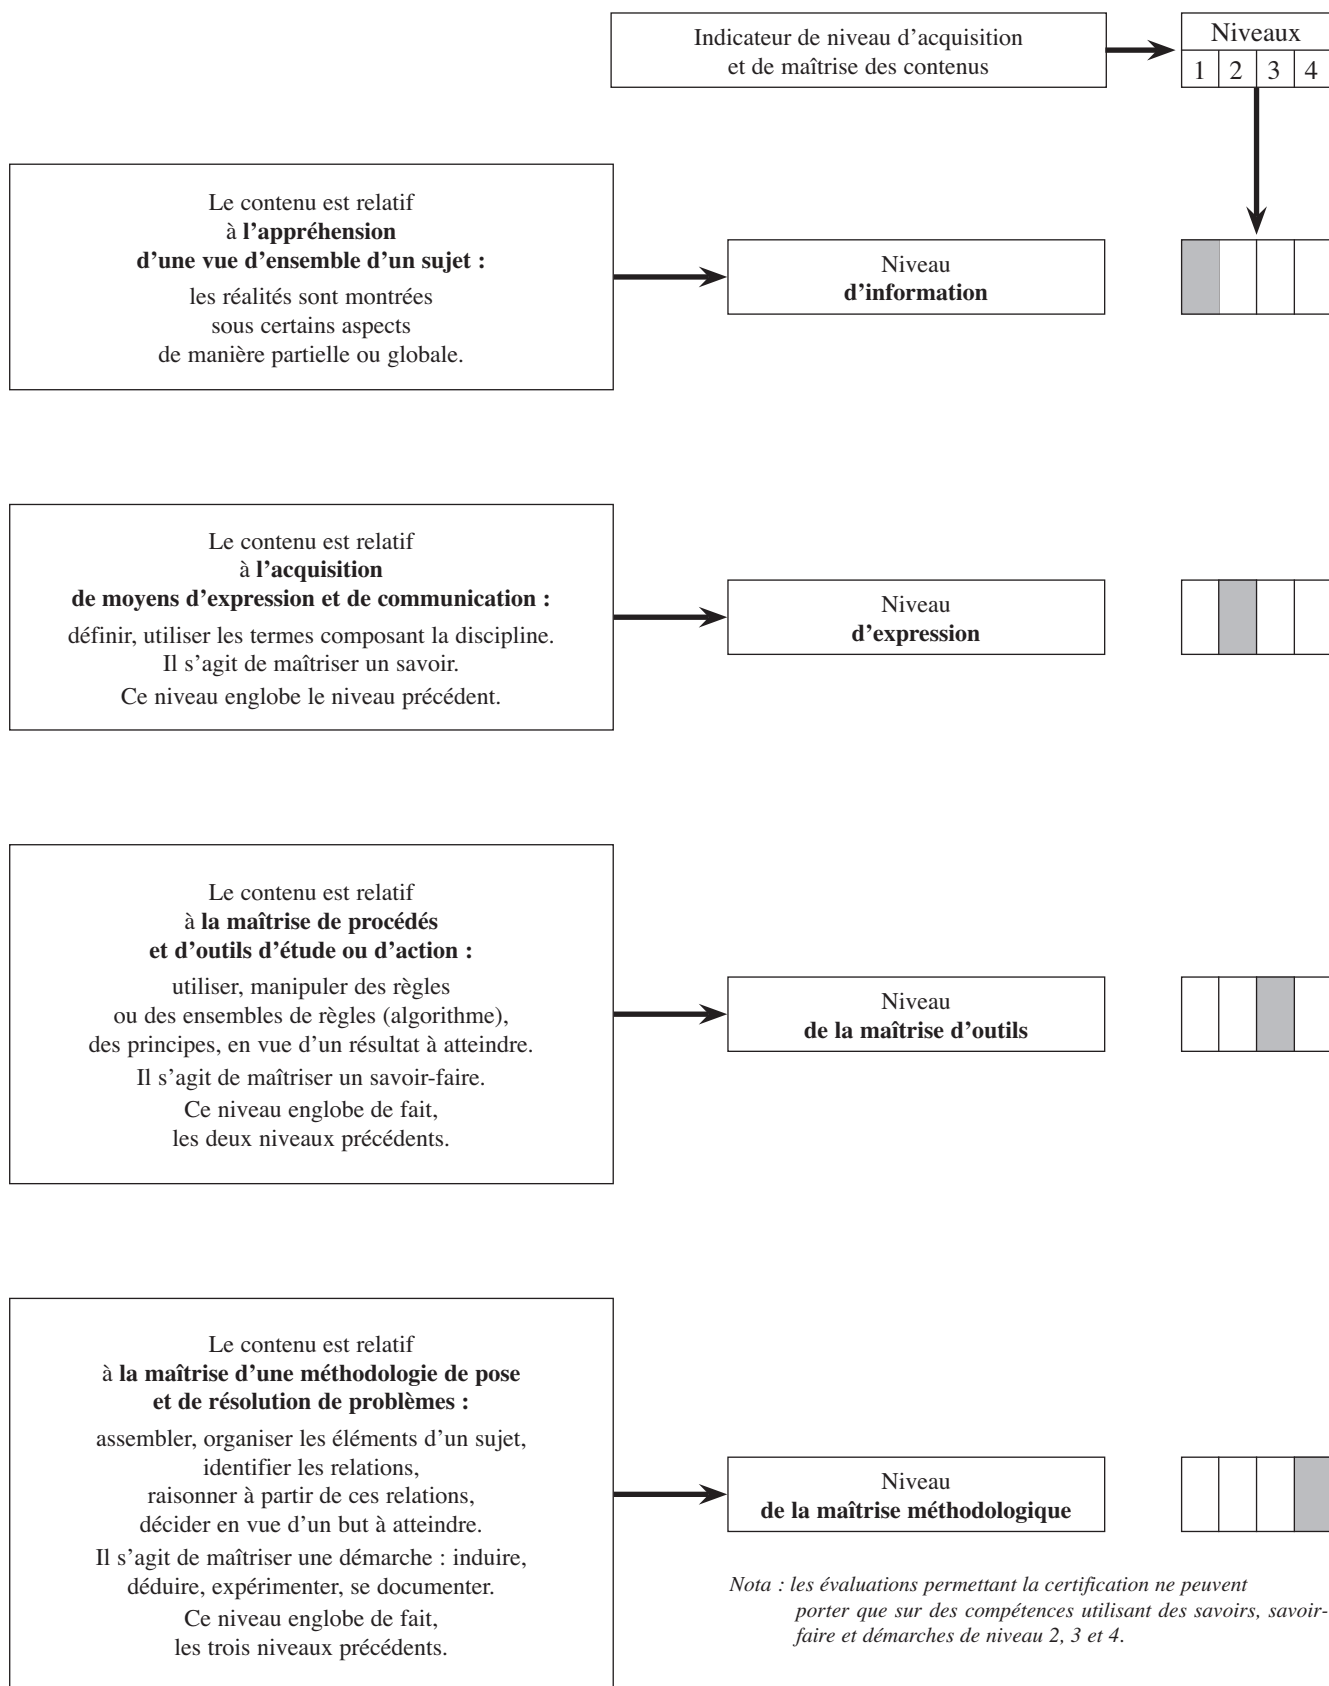 Indicateur de niveau d’acquisition
et de maîtrise des contenus
Niveaux
1 2 3 4
Le contenu est relatif
à l’appréhension
d’une vue d’ensemble d’un sujet :
les réalités sont montrées
sous certains aspects
de manière partielle ou globale.
Niveau
d’information
Le contenu est relatif
à l’acquisition
de moyens d’expression et de communication :
définir, utiliser les termes composant la discipline.
Il s’agit de maîtriser un savoir.
Ce niveau englobe le niveau précédent.
Niveau
d’expression
Le contenu est relatif
à la maîtrise de procédés
et d’outils d’étude ou d’action :
utiliser, manipuler des règles
ou des ensembles de règles (algorithme),
des principes, en vue d’un résultat à atteindre.
Il s’agit de maîtriser un savoir-faire.
Ce niveau englobe de fait,
les deux niveaux précédents.
Niveau
de la maîtrise d’outils
Le contenu est relatif
à la maîtrise d’une méthodologie de pose
et de résolution de problèmes :
assembler, organiser les éléments d’un sujet,
identifier les relations,
raisonner à partir de ces relations,
décider en vue d’un but à atteindre.
Il s’agit de maîtriser une démarche : induire,
déduire, expérimenter, se documenter.
Ce niveau englobe de fait,
les trois niveaux précédents.
Niveau
de la maîtrise méthodologique
Nota : les évaluations permettant la certification ne peuvent
porter que sur des compétences utilisant des savoirs, savoir-
faire et démarches de niveau 2, 3 et 4.